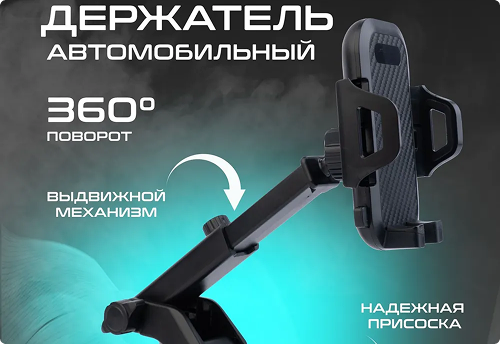 ДЕРЖАТЕЛЬ
АВТОМОБИЛЬНЫЙ
360°
ПОВОРОТ
ВЫДВИЖНОЙ
МЕХАНИЗМ
НАДЕЖНАЯ
ПРИСОСКА